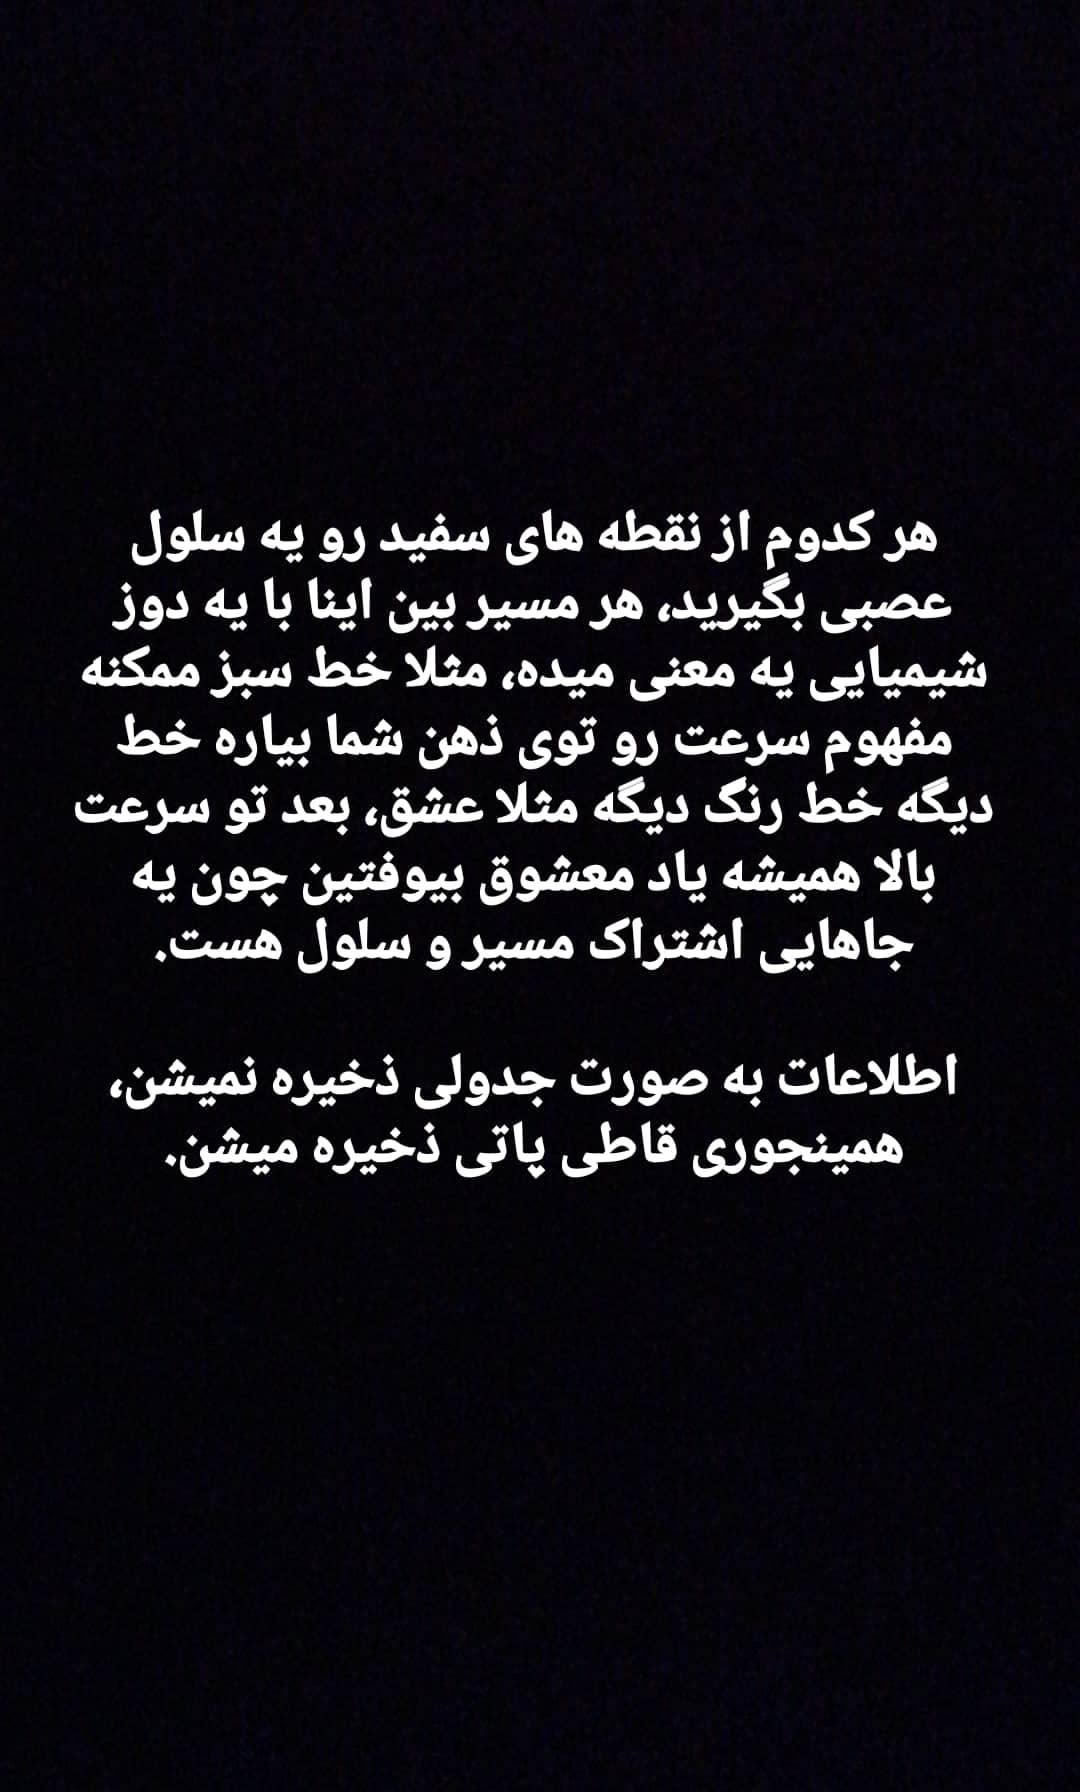 هر کدوم از نقطه های سفید رو یه سلول
عصبی بگیرید، هر مسیر بین اینا با یه دوز
شیمیایی یه معنی میده، مثلا خط سبز ممکنه
مفهوم سرعت رو توی ذهن شما بیاره خط
دیگه خط رنگ دیگه مثلا عشق، بعد تو سرعت
بالا همیشه یاد معشوق بیوفتین چون یه
جاهایی اشتراک مسیر و سلول هست.
اطلاعات به صورت جدولی ذخیره نمیشن،
همینجوری قاطی پاتی ذخیره میشن.